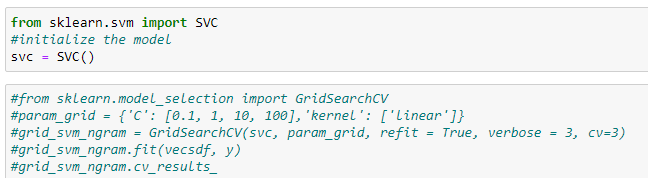 from sklearn.svm import SVC
#initialize the model
svc = SVC()
#from sklearn.model_selection import GridSearchCV
#param_grid = {'C': [0.1, 1, 10, 100],'kernel': ['linear']}
#grid_svm_ngram = GridSearchCV(svc, param_grid, refit = True, verbose = 3, cv=3)
#grid_svm_ngram.fit(vecsdf, y)
#grid_svm_ngram.cv_results_